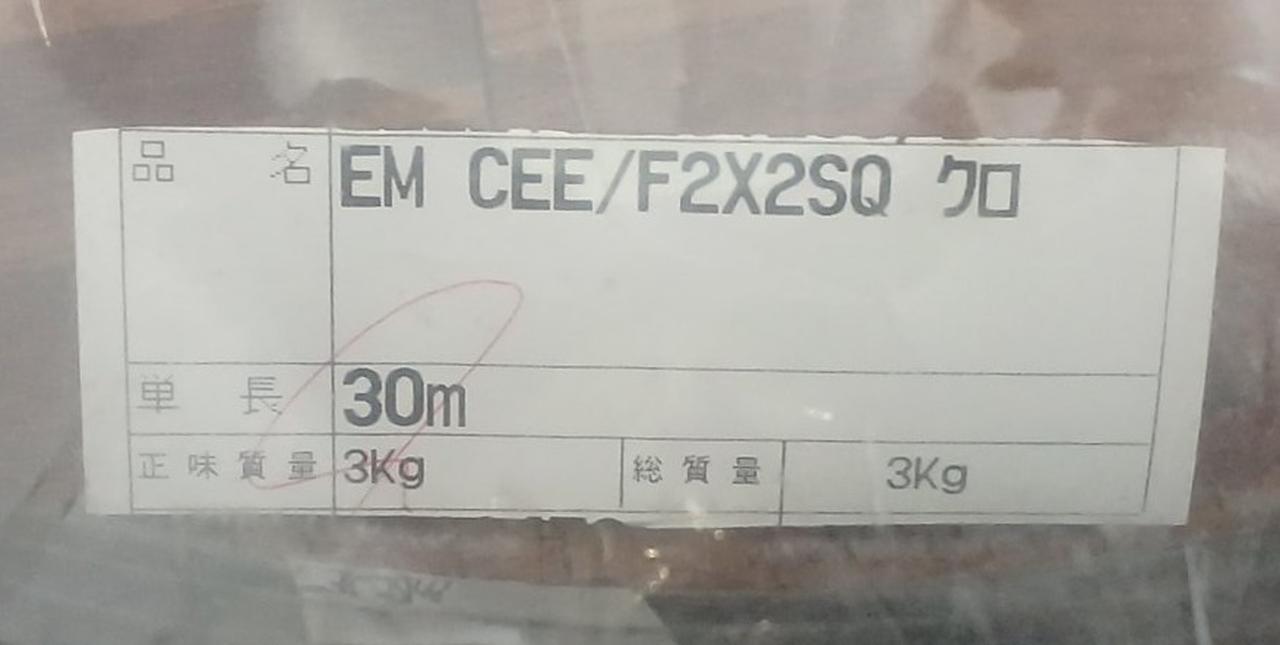 品 名 EM CEE/F2X2SQ クロ
単 長 30m
正味質量 3Kg 総質量 3Kg